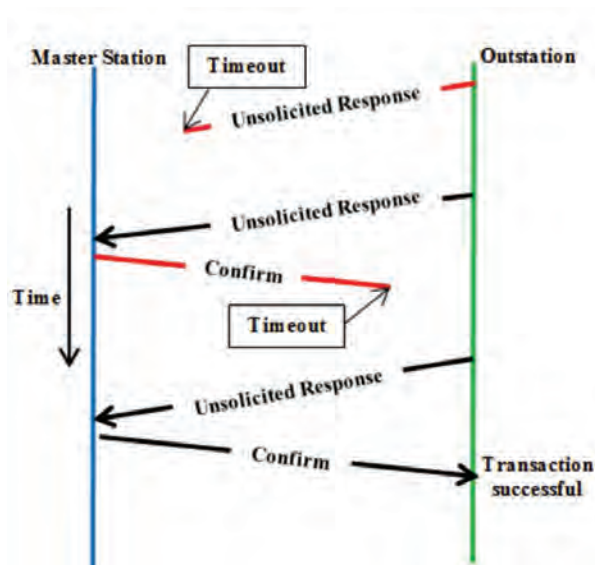 Master Station
Timeout
Outstation
Unsolicited Response
Unsolicited Response
Confirm
Time
Timeout
Unsolicited Response
Confirm
Transaction
successful